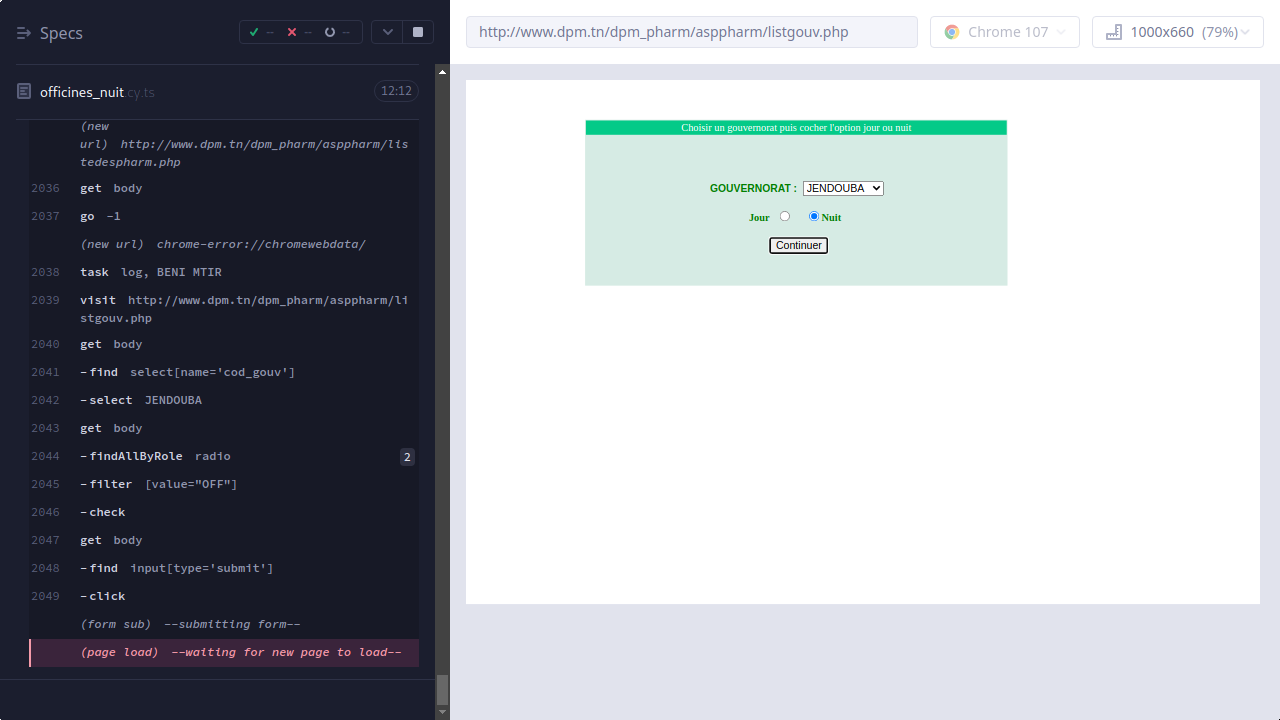 Specs
--
--
--
officines_nuit.cy.ts
12:12
(new
url) http://www.dpm.tn/dpm_pharm/asppharm/lis
tedespharm.php
2036 get body
2037 go -1
(new url) chrome-error://chromewebdata/
2038 task log, BENI MTIR
2039 visit http://www.dpm.tn/dpm_pharm/asppharm/li
stgouv.php
2040 get body
2041 -find select[name='cod_gouv']
2042 -select JENDOUBA
2043 get body
2044 -findAllByRole radio 2
2045 -filter [value="OFF"]
2046 -check
2047 get body
2048 -find input[type='submit']
2049 -click
(form sub) --submitting form--
(page load) --waiting for new page to load--
http://www.dpm.tn/dpm_pharm/asppharm/listgouv.php
Chrome 107
1000x660 (79%)
Choisir un gouvernorat puis cocher l'option jour ou nuit
GOUVERNORAT : JENDOUBA
Jour Nuit
Continuer